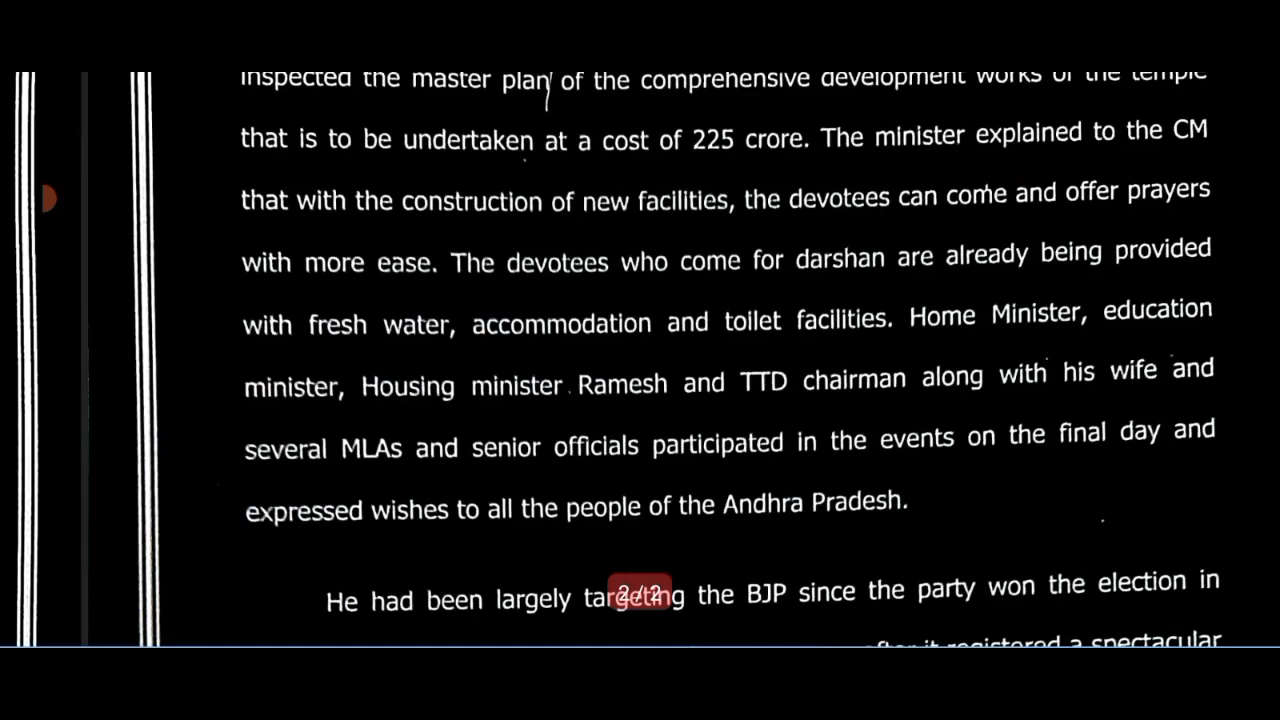 inspected the master plan of the comprehensive development works of the temple
that is to be undertaken at a cost of 225 crore. The minister explained to the CM
that with the construction of new facilities, the devotees can come and offer prayers
with more ease. The devotees who come for darshan are already being provided
with fresh water, accommodation and toilet facilities. Home Minister, education
minister, Housing minister Ramesh and TTD chairman along with his wife and
several MLAs and senior officials participated in the events on the final day and
expressed wishes to all the people of the Andhra Pradesh.
He had been largely targeting the BJP since the party won the election in
2/2
after it registered a spectacular